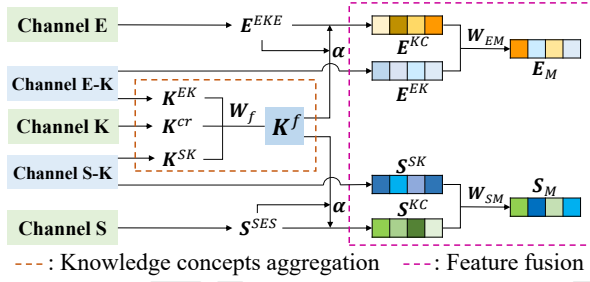 Channel E
E^EKE
α
E^KC
W_EM
E_M
Channel E-K
E^EK
K^EK
Channel K
K^cr
W_f
K^f
K^SK
Channel S-K
S^SK
W_SM
S_M
α
S^KC
Channel S
S^SES
: Knowledge concepts aggregation
: Feature fusion